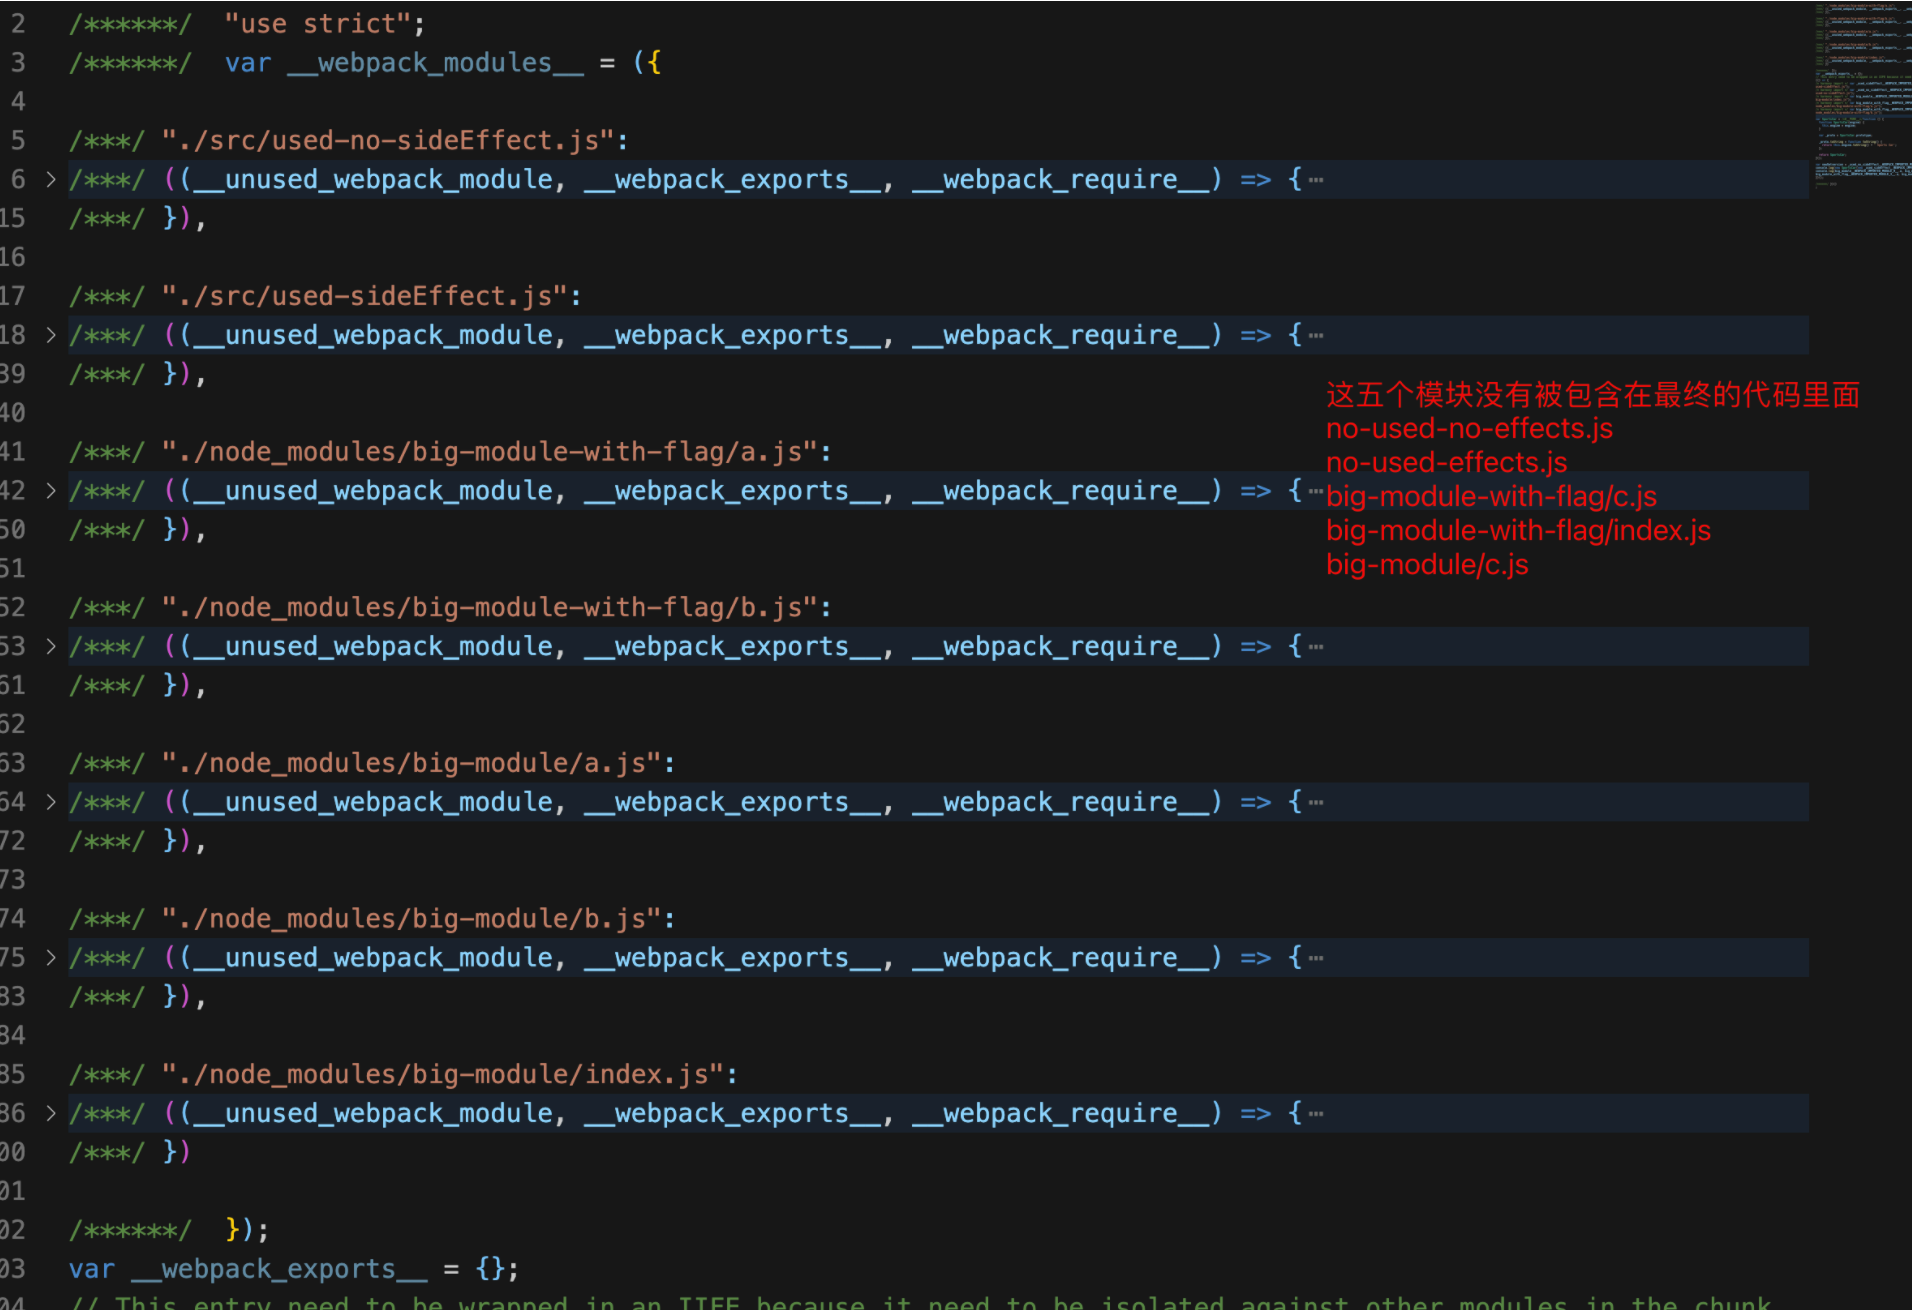 2 /******/ "use strict";
3 /******/ var __webpack_modules__ = ({
4
5 /***/ "./src/used-no-sideEffect.js":
6 > /***/ ((__unused_webpack_module, __webpack_exports__, __webpack_require__) => {⋯
15 /***/ }),
16
17 /***/ "./src/used-sideEffect.js":
18 > /***/ ((__unused_webpack_module, __webpack_exports__, __webpack_require__) => {⋯
39 /***/ }),
40
41 /***/ "./node_modules/big-module-with-flag/a.js":
42 > /***/ ((__unused_webpack_module, __webpack_exports__, __webpack_require__) => {⋯
50 /***/ }),
51
52 /***/ "./node_modules/big-module-with-flag/b.js":
53 > /***/ ((__unused_webpack_module, __webpack_exports__, __webpack_require__) => {⋯
61 /***/ }),
62
63 /***/ "./node_modules/big-module/a.js":
64 > /***/ ((__unused_webpack_module, __webpack_exports__, __webpack_require__) => {⋯
72 /***/ }),
73
74 /***/ "./node_modules/big-module/b.js":
75 > /***/ ((__unused_webpack_module, __webpack_exports__, __webpack_require__) => {⋯
83 /***/ }),
84
85 /***/ "./node_modules/big-module/index.js":
86 > /***/ ((__unused_webpack_module, __webpack_exports__, __webpack_require__) => {⋯
00 /***/ })
01
02 /******/ });
03 var __webpack_exports__ = {};
04 // This entry need to be wrapped in an IIFE because it need to be isolated against other modules in the chunk.
这五个模块没有被包含在最终的代码里面
no-used-no-effects.js
no-used-effects.js
big-module-with-flag/c.js
big-module-with-flag/index.js
big-module/c.js